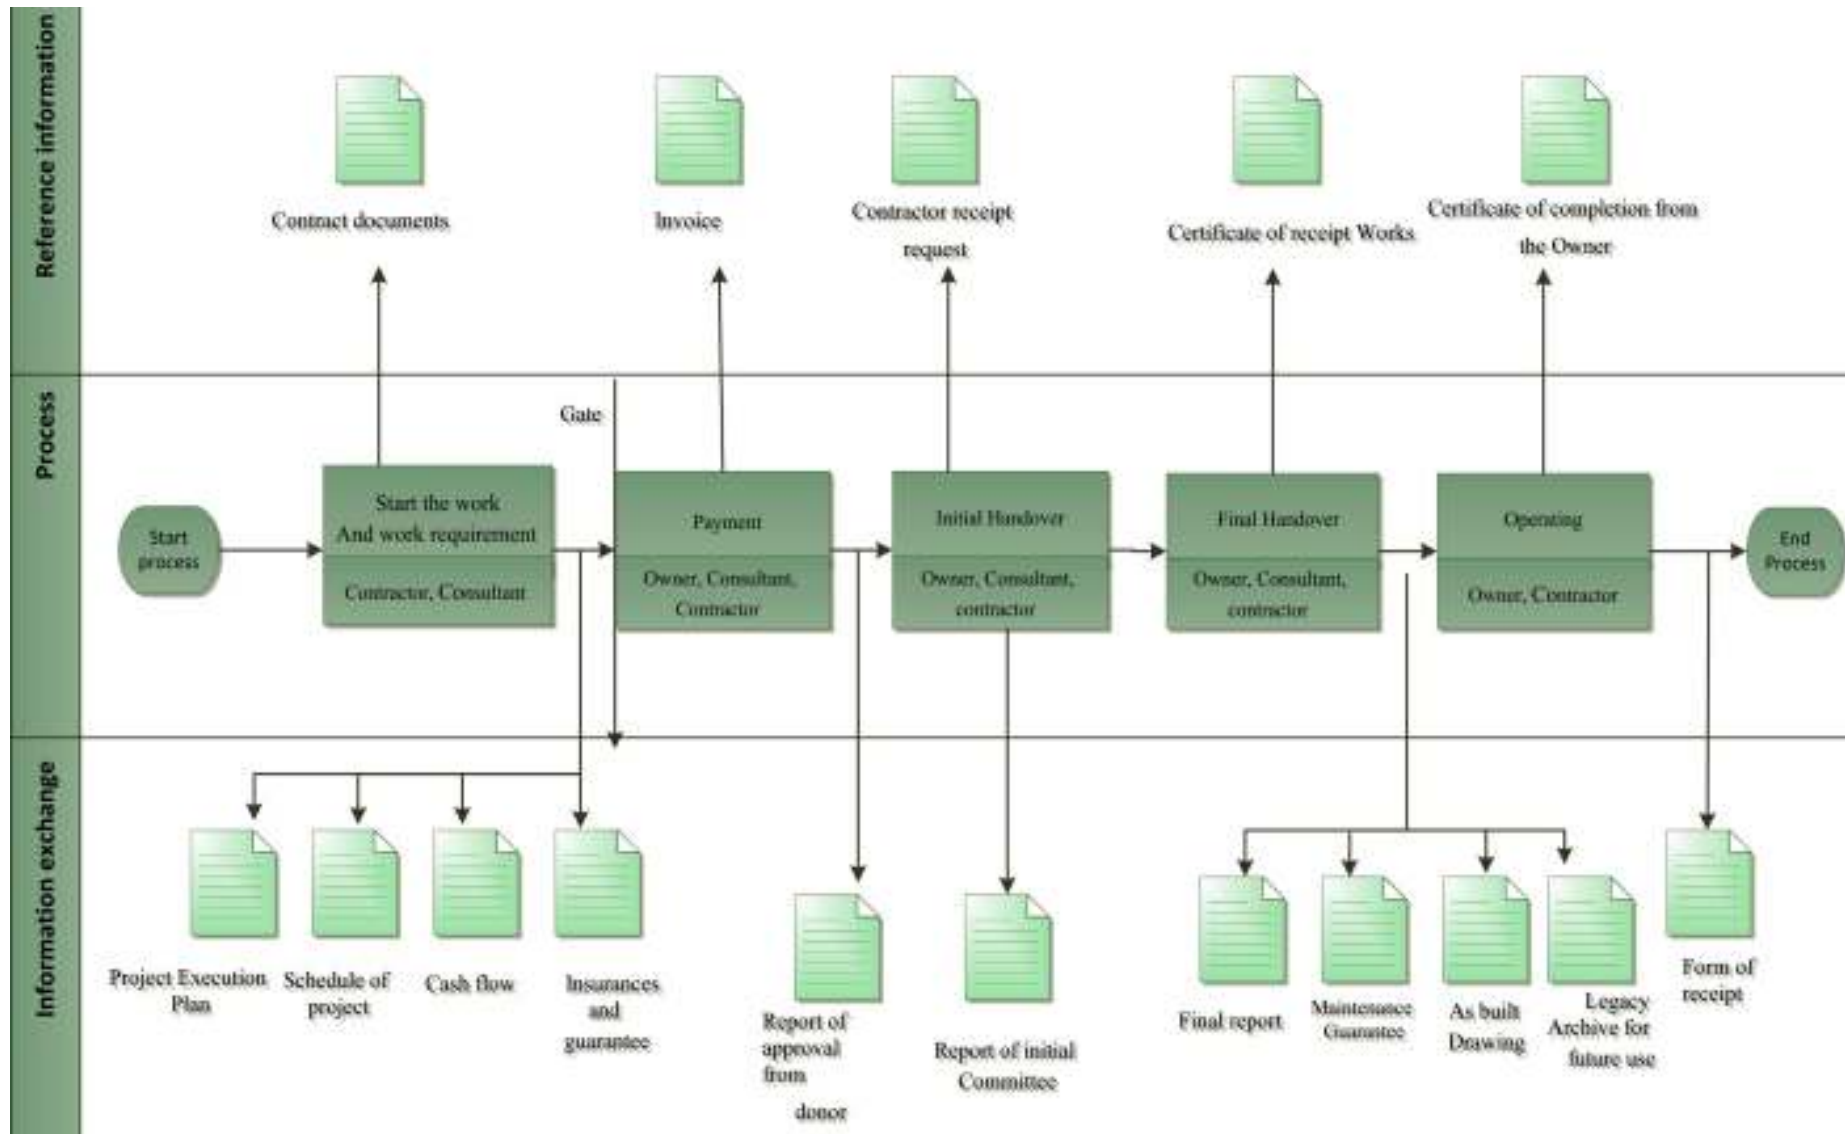 Reference information
Contract documents
Invoice
Contractor receipt
request
Certificate of receipt Works
Certificate of completion from
the Owner
Process
Gate
Start
process
Start the work
And work requirement
Contractor, Consultant
Payment
Owner, Consultant,
Contractor
Initial Handover
Owner, Consultant,
contractor
Final Handover
Owner, Consultant,
contractor
Operating
Owner, Contractor
End
Process
Information exchange
Project Execution
Plan
Schedule of
project
Cash flow
Insurances
and
guarantee
Report of
approval
from
donor
Report of initial
Committee
Final report
Maintenance
Guarantee
As built
Drawing
Legacy
Archive for
future use
Form of
receipt